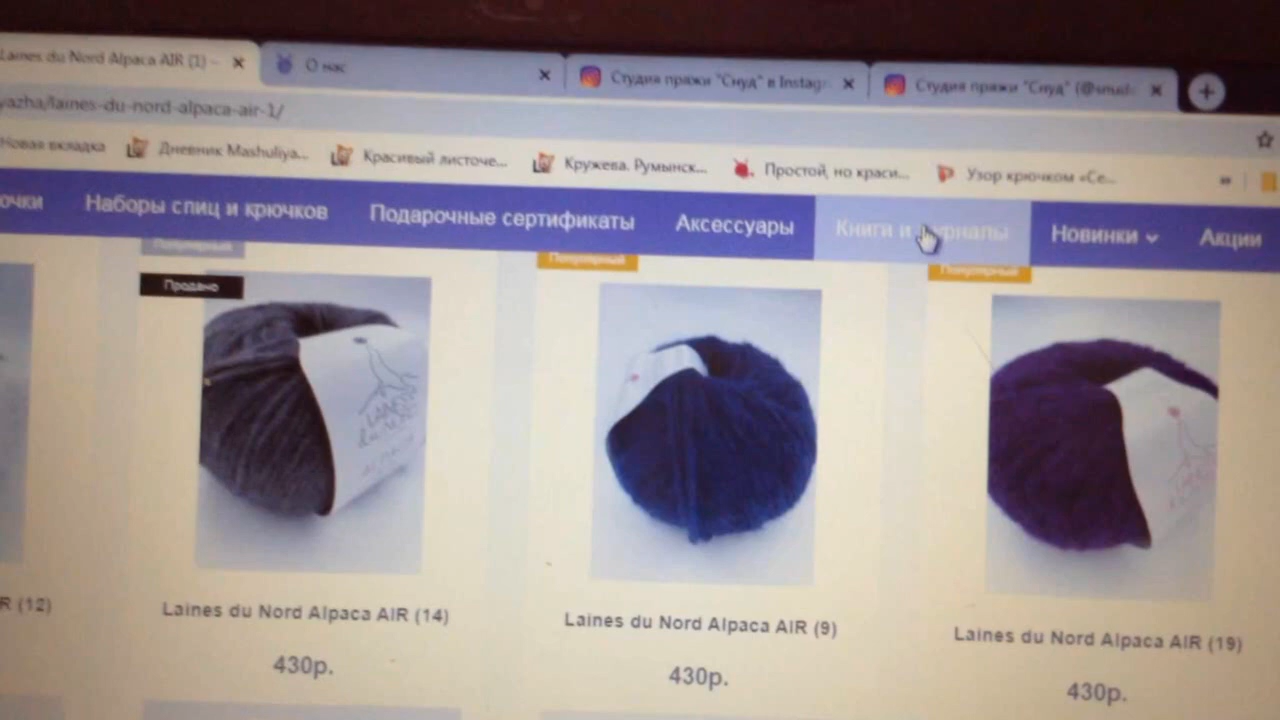 Laines du Nord Alpaca AIR (1) –
О нас
Студия пряжи "Снуд" в Instagr
Студия пряжи "Снуд" (@snud
yazha/laines-du-nord-alpaca-air-1/
Новая вкладка
Дневник Mashuliya...
Красивый листоче...
Кружева. Румынск...
Простой, но краси...
Узор крючком «Се...
очки
Наборы спиц и крючков
Подарочные сертификаты
Аксессуары
Книги и журналы
Новинки
Акции
Популярный
Популярный
Популярный
Продано
R (12)
Laines du Nord Alpaca AIR (14)
430р.
Laines du Nord Alpaca AIR (9)
430р.
Laines du Nord Alpaca AIR (19)
430р.